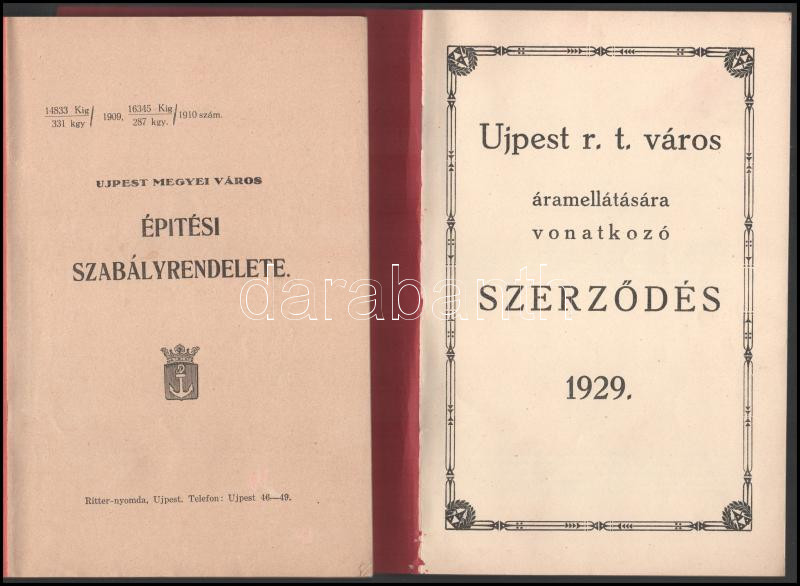 14833 Kig
331 kgy / 1909, 16345 Kig
287 kgy. / 1910 szám.
UJPEST MEGYEI VÁROS
ÉPITÉSI
SZABÁLYRENDELETE.
Ritter-nyomda, Ujpest. Telefon: Ujpest 46—49.
Ujpest r. t. város
áramellátására
vonatkozó
SZERZŐDÉS
1929.
darabanth